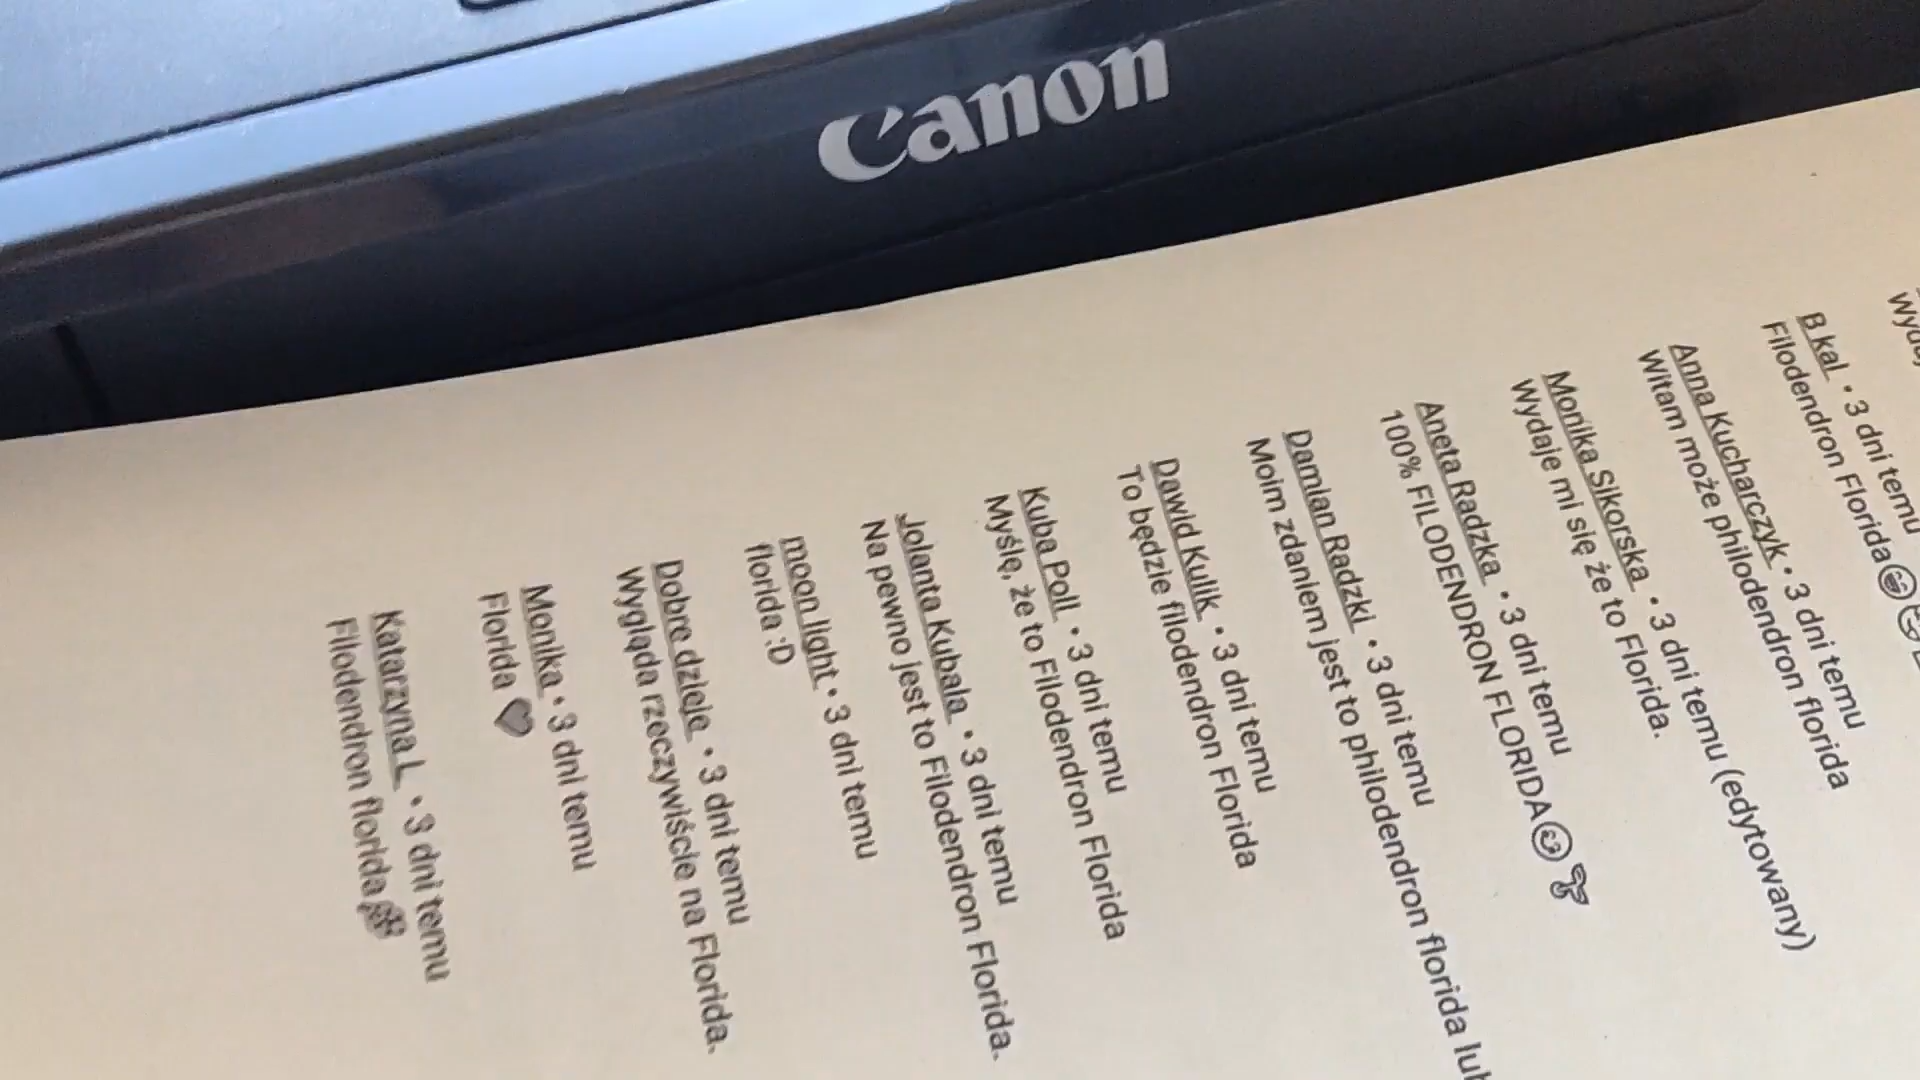 Canon
Wydaj
B kal • 3 dni temu
Filodendron Florida
Anna Kucharczyk • 3 dni temu
Witam może philodendron florida
Monika Sikorska • 3 dni temu (edytowany)
Wydaje mi się że to Florida.
Aneta Radzka • 3 dni temu
100% FILODENDRON FLORIDA
Damian Radzki • 3 dni temu
Moim zdaniem jest to philodendron florida lub
Dawid Kulik • 3 dni temu
To będzie filodendron Florida
Kuba Poll • 3 dni temu
Myślę, że to Filodendron Florida
Jolanta Kubala • 3 dni temu
Na pewno jest to Filodendron Florida.
moon light • 3 dni temu
florida :D
Dobre dzieje • 3 dni temu
Wygląda rzeczywiście na Florida.
Monika • 3 dni temu
Florida 🤎
Katarzyna L • 3 dni temu
Filodendron florida